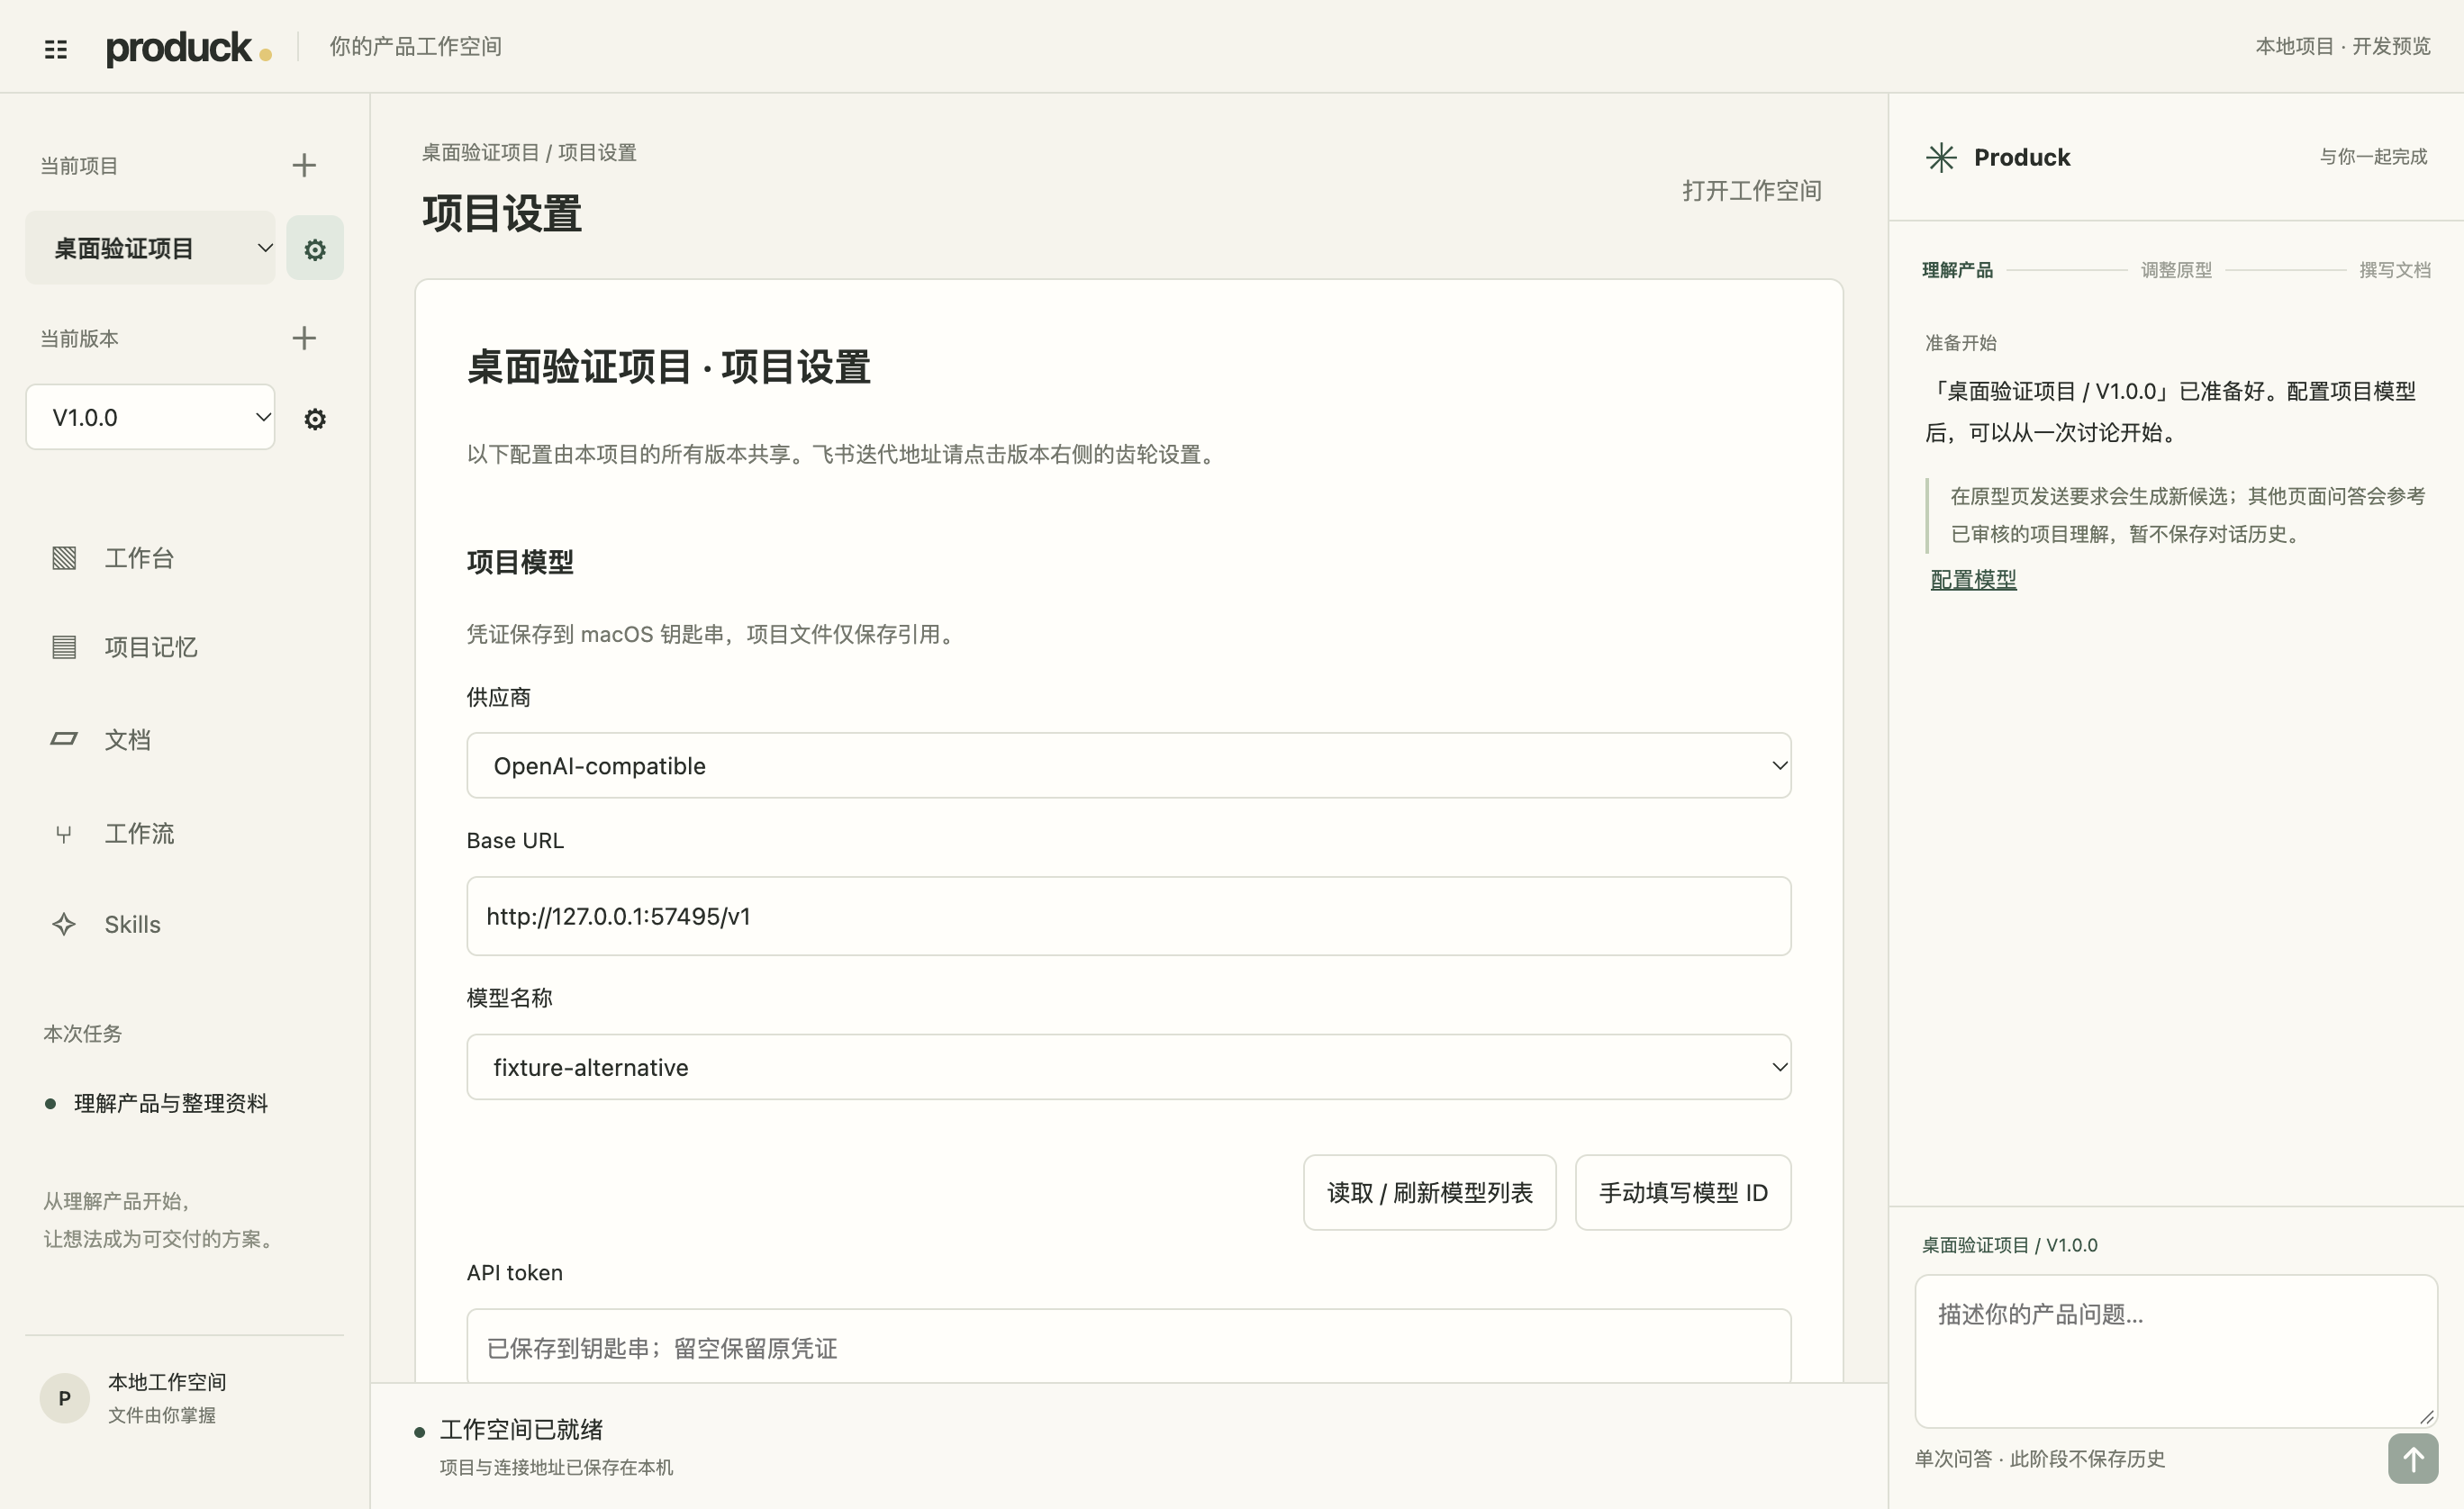 produck
你的产品工作空间
本地项目 · 开发预览
当前项目
桌面验证项目
当前版本
V1.0.0
工作台
项目记忆
文档
工作流
Skills
本次任务
理解产品与整理资料
从理解产品开始，
让想法成为可交付的方案。
P
本地工作空间
文件由你掌握
桌面验证项目 / 项目设置
项目设置
打开工作空间
桌面验证项目 · 项目设置
以下配置由本项目的所有版本共享。飞书迭代地址请点击版本右侧的齿轮设置。
项目模型
凭证保存到 macOS 钥匙串，项目文件仅保存引用。
供应商
OpenAI-compatible
Base URL
http://127.0.0.1:57495/v1
模型名称
fixture-alternative
读取 / 刷新模型列表
手动填写模型 ID
API token
已保存到钥匙串；留空保留原凭证
工作空间已就绪
项目与连接地址已保存在本机
Produck
与你一起完成
理解产品
调整原型
撰写文档
准备开始
「桌面验证项目 / V1.0.0」已准备好。配置项目模型
后，可以从一次讨论开始。
在原型页发送要求会生成新候选；其他页面问答会参考
已审核的项目理解，暂不保存对话历史。
配置模型
桌面验证项目 / V1.0.0
描述你的产品问题...
单次问答 · 此阶段不保存历史